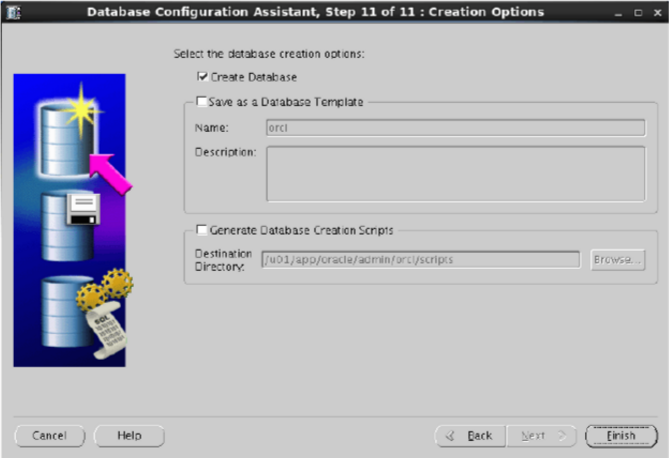 Database Configuration Assistant, Step 11 of 11 : Creation Options
Select the database creation options:
Create Database
Save as a Database Template
Name: orcl
Description:
Generate Database Creation Scripts
Destination
Directory: /u01/app/oracle/admin/orcl/scripts Browse...
SQL
Cancel Help Back Next Finish